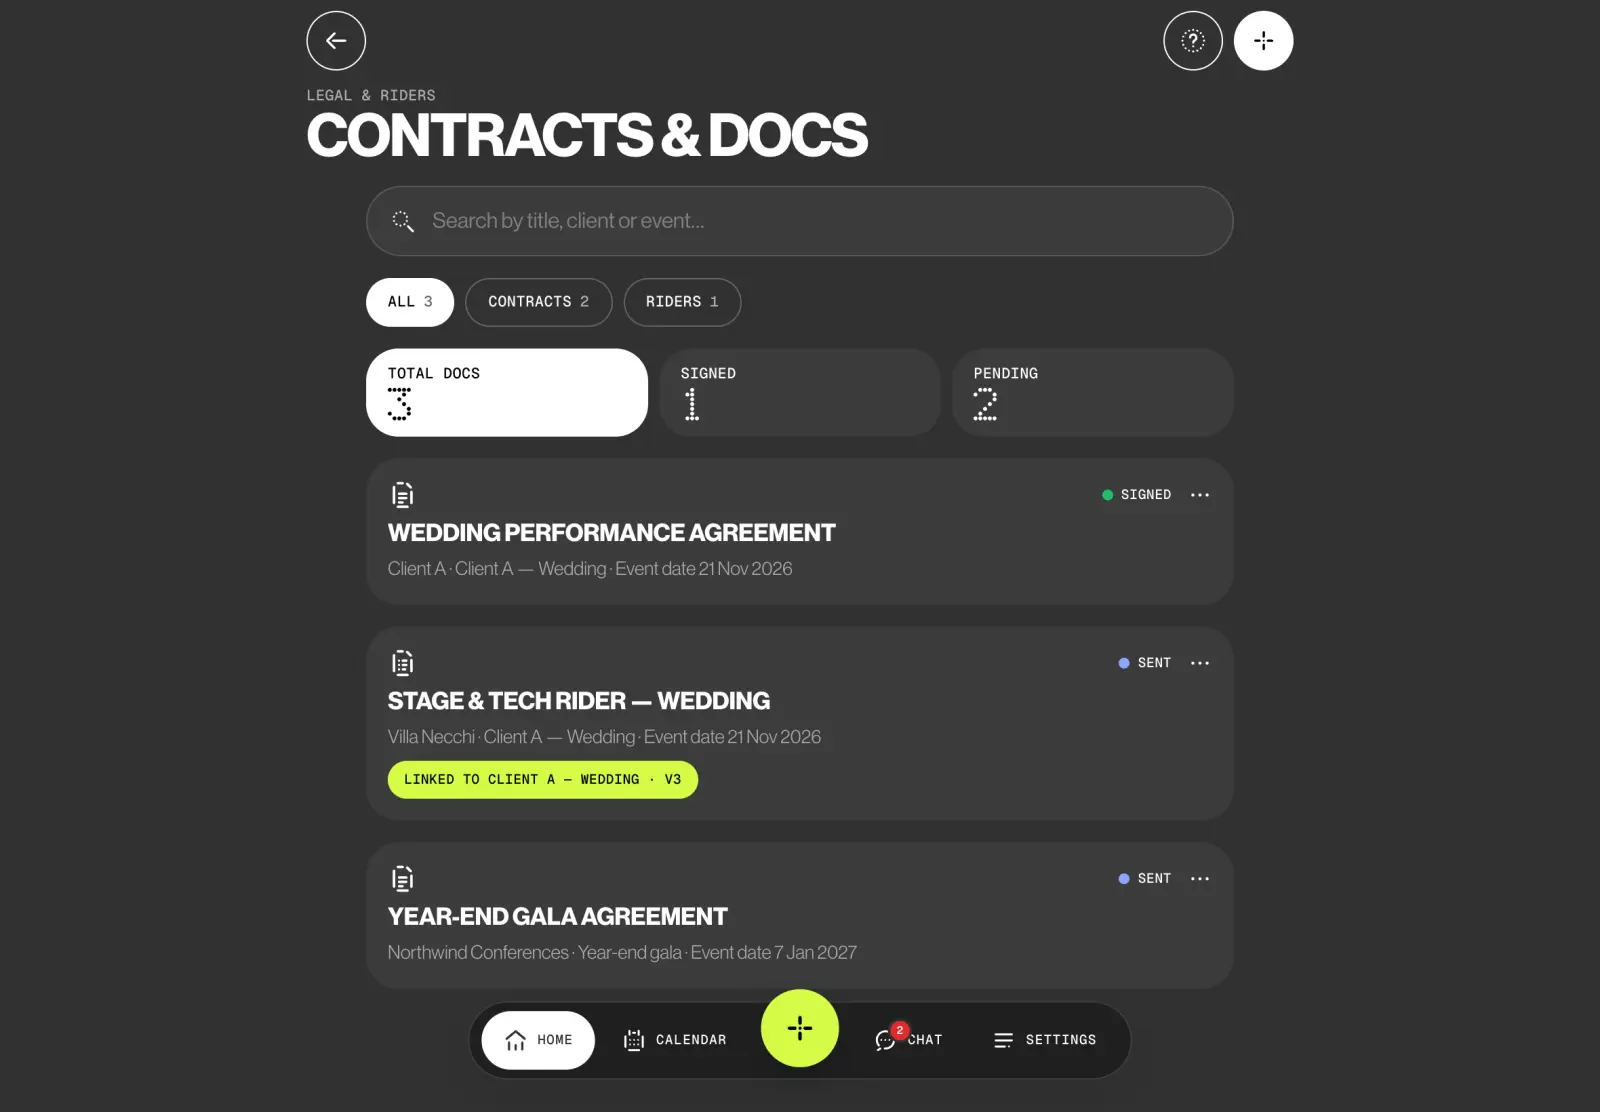 LEGAL & RIDERS
CONTRACTS & DOCS
Search by title, client or event...
ALL 3
CONTRACTS 2
RIDERS 1
TOTAL DOCS
3
SIGNED
1
PENDING
2
SIGNED
WEDDING PERFORMANCE AGREEMENT
Client A · Client A — Wedding · Event date 21 Nov 2026
SENT
STAGE & TECH RIDER — WEDDING
Villa Necchi · Client A — Wedding · Event date 21 Nov 2026
LINKED TO CLIENT A — WEDDING · V3
SENT
YEAR-END GALA AGREEMENT
Northwind Conferences · Year-end gala · Event date 7 Jan 2027
HOME
CALENDAR
2
CHAT
SETTINGS